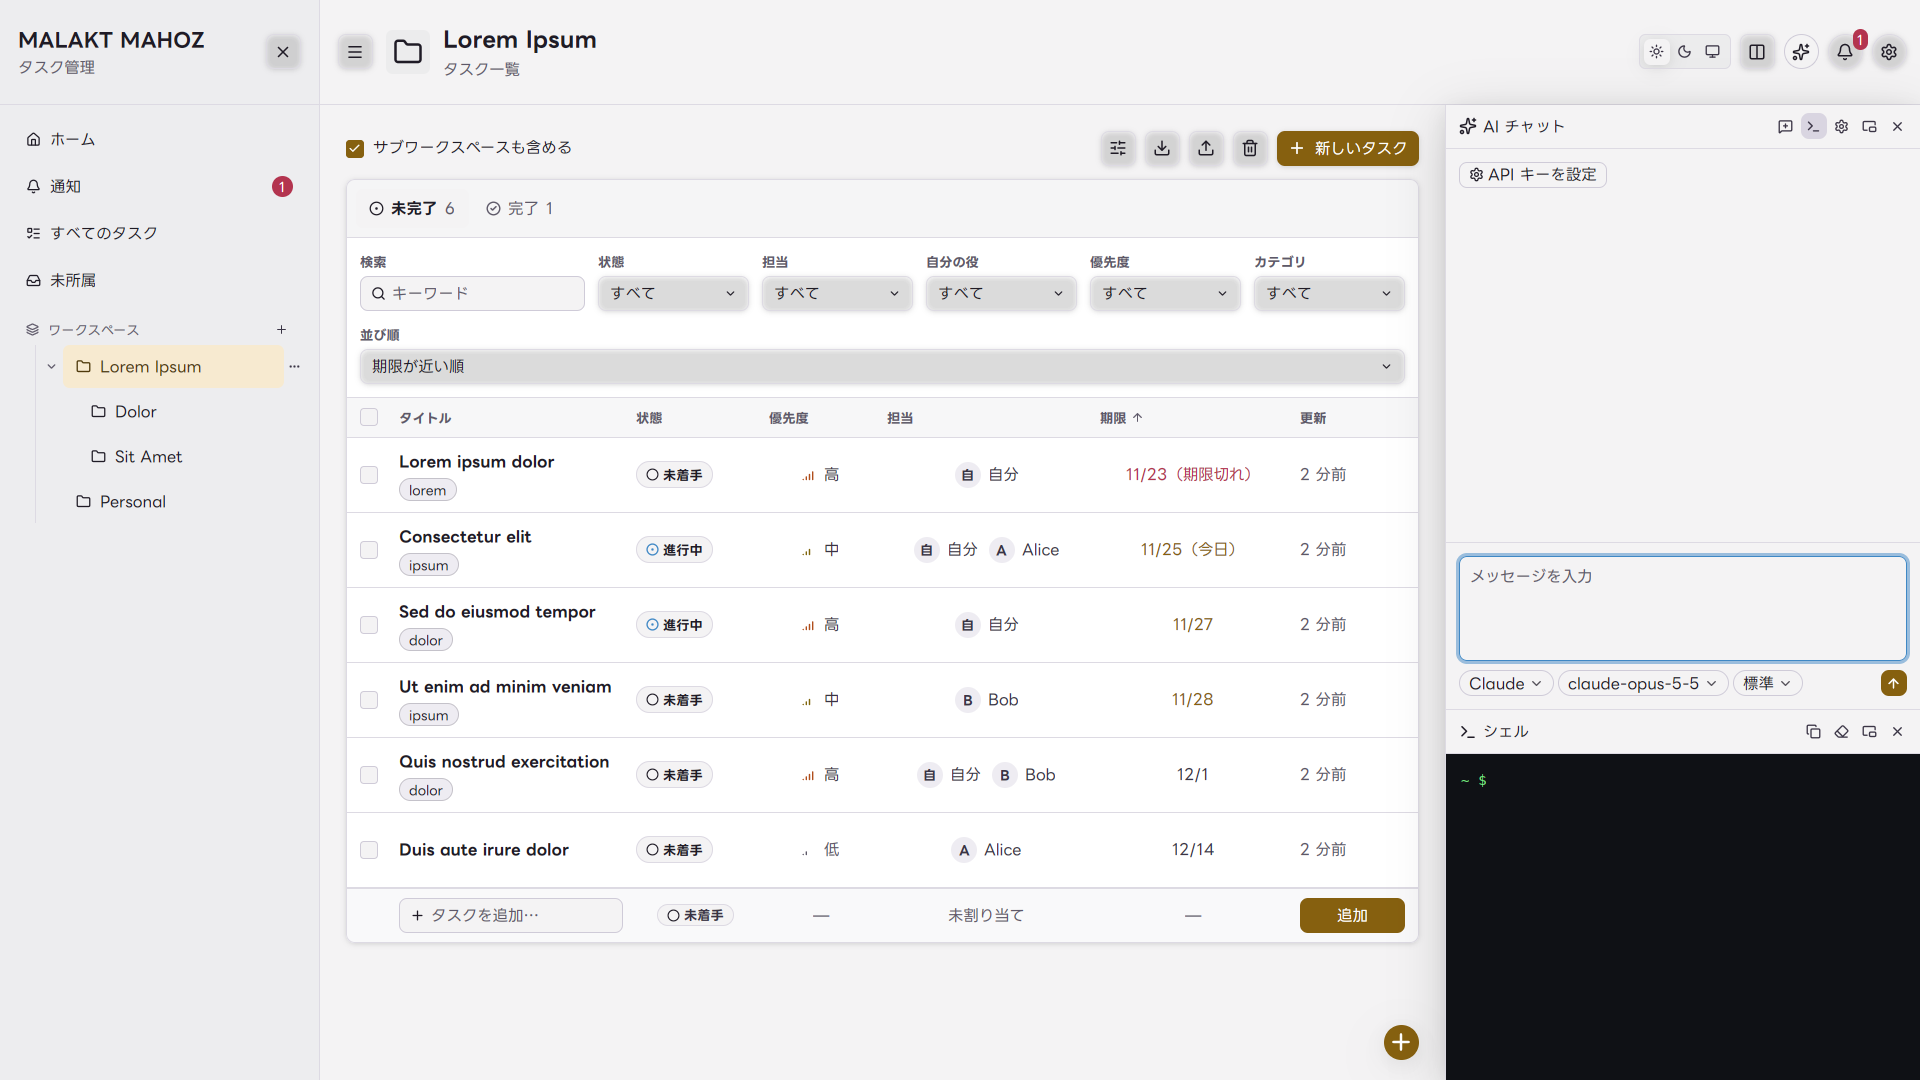 MALAKT MAHOZ
タスク管理
ホーム
通知 1
すべてのタスク
未所属
ワークスペース
Lorem Ipsum
Dolor
Sit Amet
Personal
Lorem Ipsum
タスク一覧
1
サブワークスペースも含める
新しいタスク
未完了 6 完了 1
検索 状態 担当 自分の役 優先度 カテゴリ
キーワード すべて すべて すべて すべて すべて
並び順
期限が近い順
タイトル 状態 優先度 担当 期限 更新
Lorem ipsum dolor
lorem
未着手 高 自 自分 11/23（期限切れ） 2 分前
Consectetur elit
ipsum
進行中 中 自 自分 A Alice 11/25（今日） 2 分前
Sed do eiusmod tempor
dolor
進行中 高 自 自分 11/27 2 分前
Ut enim ad minim veniam
ipsum
未着手 中 B Bob 11/28 2 分前
Quis nostrud exercitation
dolor
未着手 高 自 自分 B Bob 12/1 2 分前
Duis aute irure dolor 未着手 低 A Alice 12/14 2 分前
タスクを追加… 未着手 — 未割り当て — 追加
AI チャット
API キーを設定
メッセージを入力
Claude claude-opus-5-5 標準
シェル
~ $